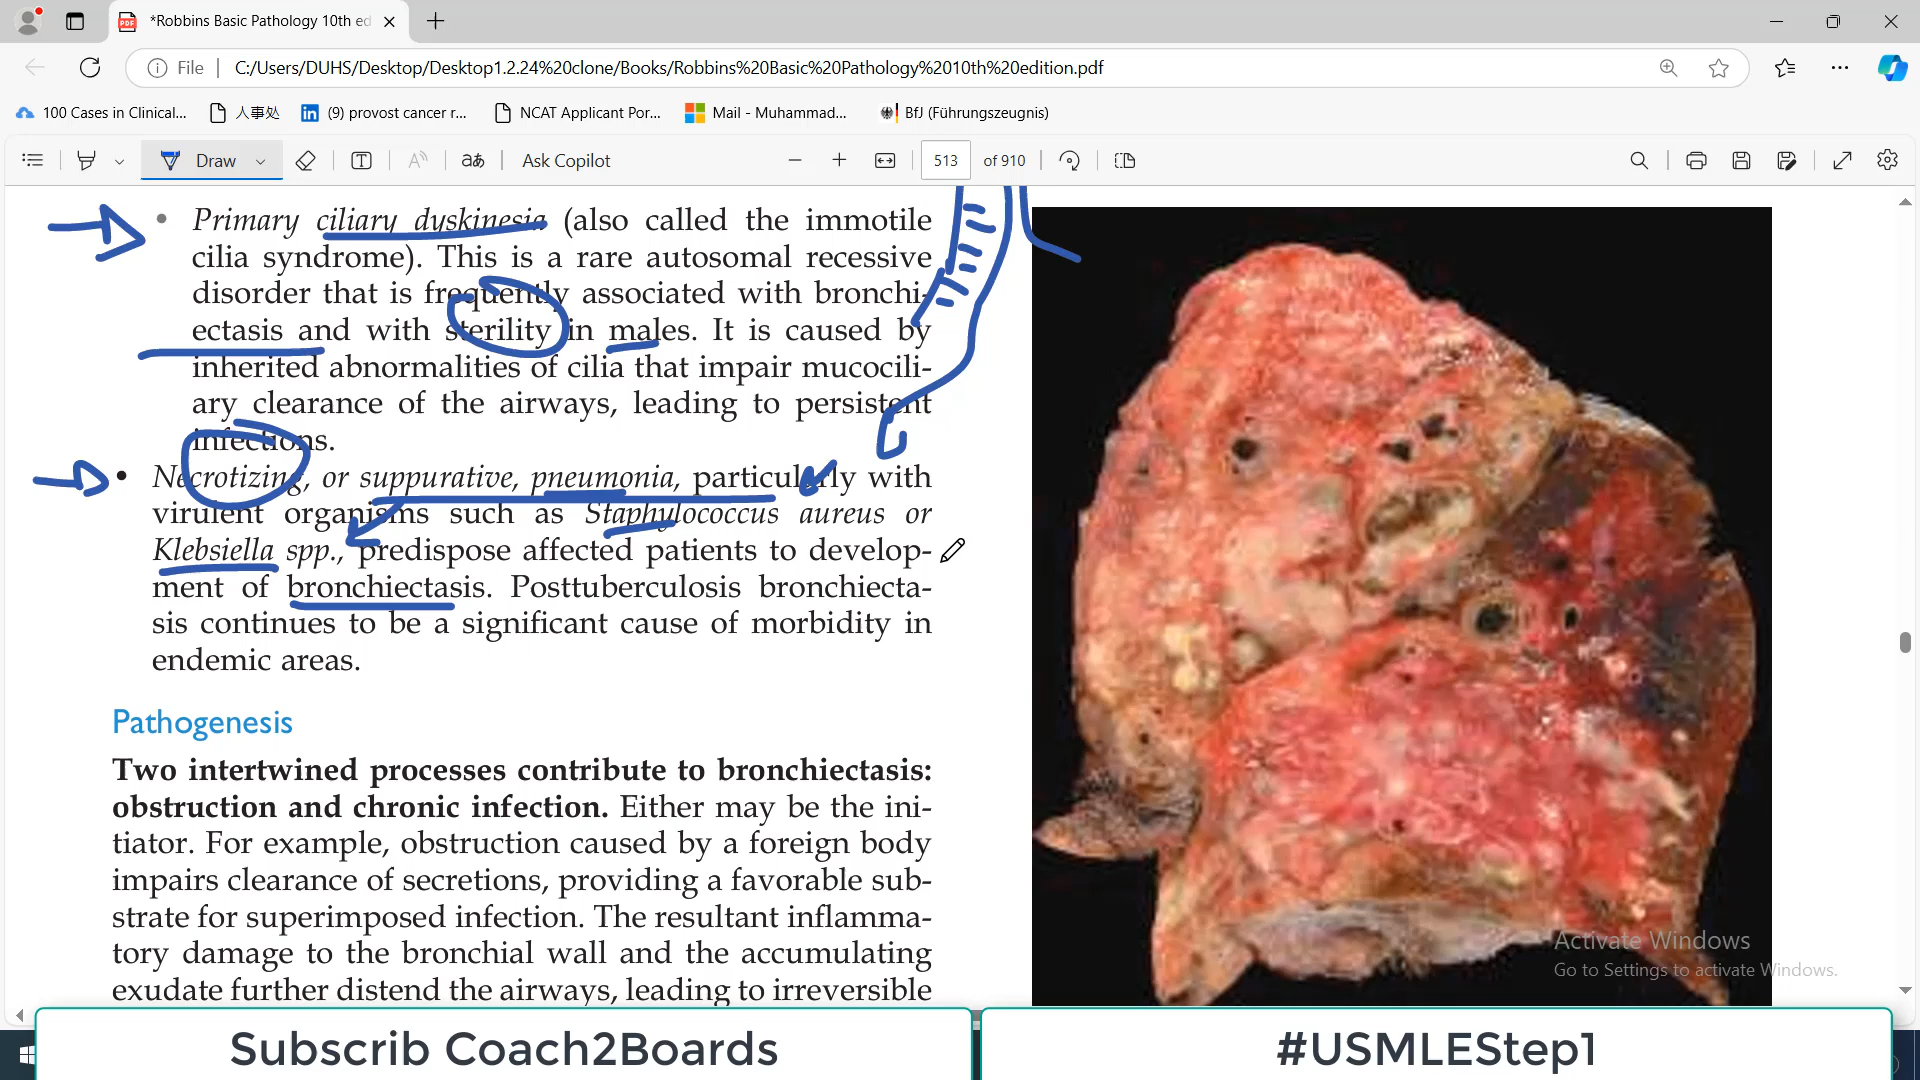 *Robbins Basic Pathology 10th ed
File
C:/Users/DUHS/Desktop/Desktop1.2.24%20clone/Books/Robbins%20Basic%20Pathology%2010th%20edition.pdf
100 Cases in Clinical...
人事处
(9) provost cancer r...
NCAT Applicant Por...
Mail - Muhammad...
BfJ (Führungszeugnis)
Draw
Ask Copilot
513 of 910
• Primary ciliary dyskinesia (also called the immotile
cilia syndrome). This is a rare autosomal recessive
disorder that is frequently associated with bronchi-
ectasis and with sterility in males. It is caused by
inherited abnormalities of cilia that impair mucocili-
ary clearance of the airways, leading to persistent
infections.
• Necrotizing, or suppurative, pneumonia, particularly with
virulent organisms such as Staphylococcus aureus or
Klebsiella spp., predispose affected patients to develop-
ment of bronchiectasis. Posttuberculosis bronchiecta-
sis continues to be a significant cause of morbidity in
endemic areas.
Pathogenesis
Two intertwined processes contribute to bronchiectasis:
obstruction and chronic infection. Either may be the ini-
tiator. For example, obstruction caused by a foreign body
impairs clearance of secretions, providing a favorable sub-
strate for superimposed infection. The resultant inflamma-
tory damage to the bronchial wall and the accumulating
exudate further distend the airways, leading to irreversible
Activate Windows
Go to Settings to activate Windows.
Subscrib Coach2Boards
#USMLEStep1